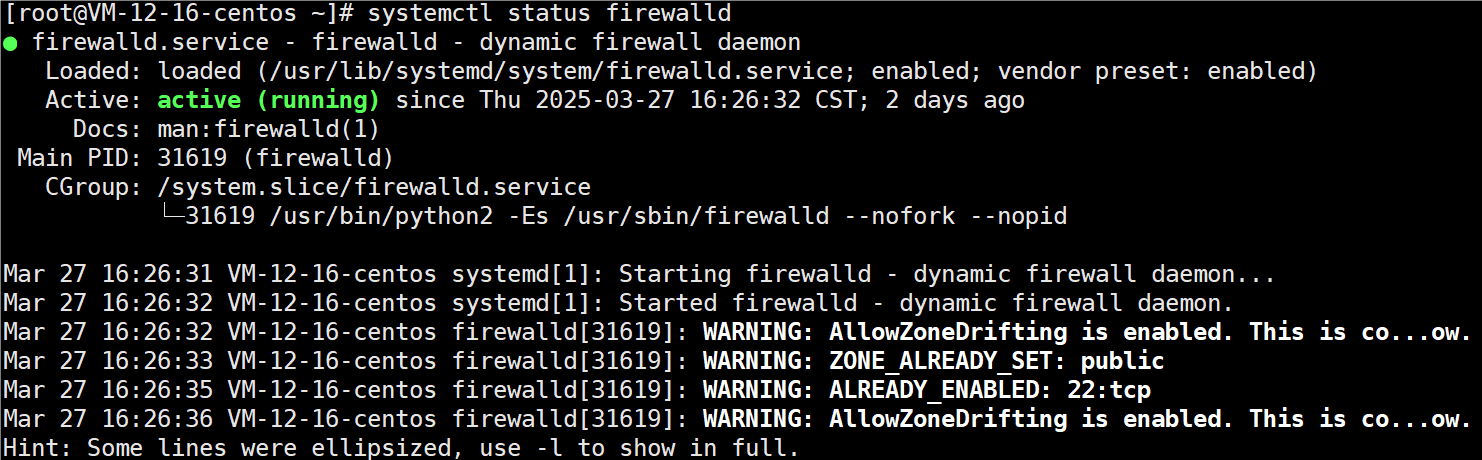 [root@VM-12-16-centos ~]# systemctl status firewalld
● firewalld.service - firewalld - dynamic firewall daemon
   Loaded: loaded (/usr/lib/systemd/system/firewalld.service; enabled; vendor preset: enabled)
   Active: active (running) since Thu 2025-03-27 16:26:32 CST; 2 days ago
     Docs: man:firewalld(1)
 Main PID: 31619 (firewalld)
   CGroup: /system.slice/firewalld.service
           └─31619 /usr/bin/python2 -Es /usr/sbin/firewalld --nofork --nopid

Mar 27 16:26:31 VM-12-16-centos systemd[1]: Starting firewalld - dynamic firewall daemon...
Mar 27 16:26:32 VM-12-16-centos systemd[1]: Started firewalld - dynamic firewall daemon.
Mar 27 16:26:32 VM-12-16-centos firewalld[31619]: WARNING: AllowZoneDrifting is enabled. This is co...ow.
Mar 27 16:26:33 VM-12-16-centos firewalld[31619]: WARNING: ZONE_ALREADY_SET: public
Mar 27 16:26:35 VM-12-16-centos firewalld[31619]: WARNING: ALREADY_ENABLED: 22:tcp
Mar 27 16:26:36 VM-12-16-centos firewalld[31619]: WARNING: AllowZoneDrifting is enabled. This is co...ow.
Hint: Some lines were ellipsized, use -l to show in full.